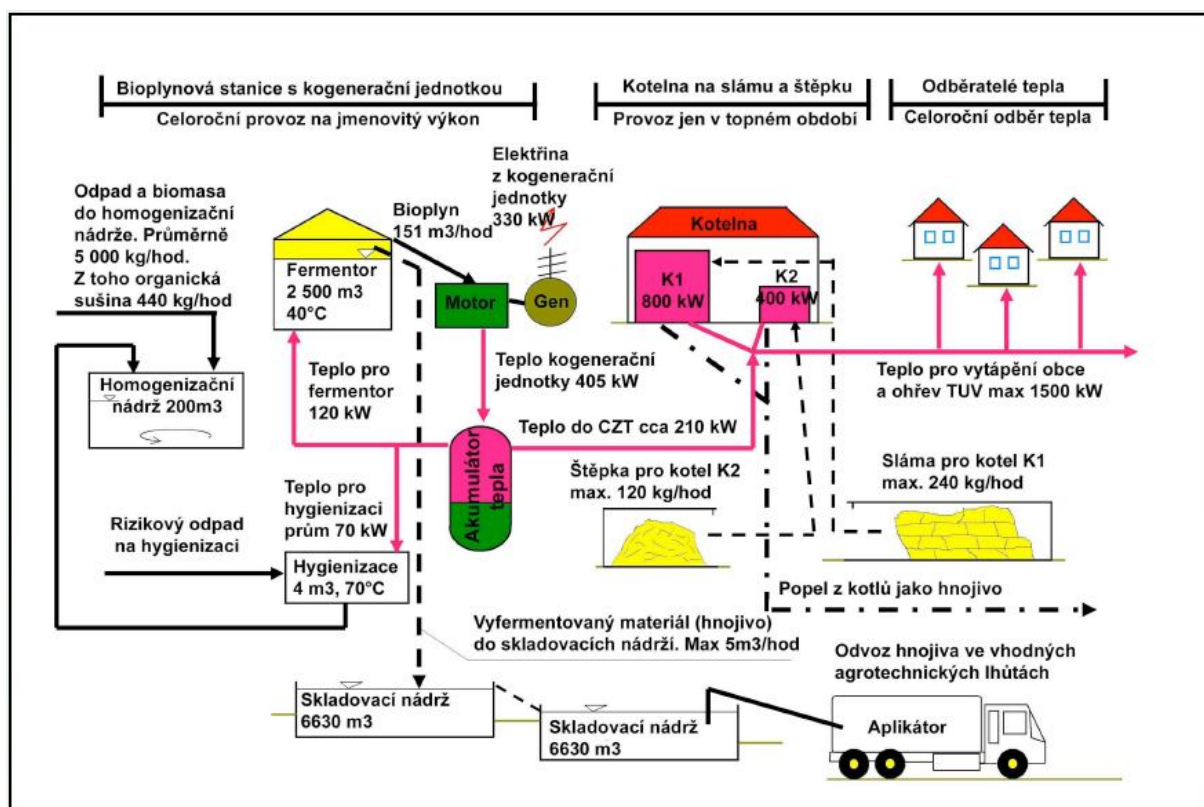 Bioplynová stanice s kogenerační jednotkou
Celoroční provoz na jmenovitý výkon
Kotelna na slámu a štěpku
Provoz jen v topném období
Odběratelé tepla
Celoroční odběr tepla
Odpad a biomasa
do homogenizační
nádrže. Průměrně
5 000 kg/hod.
Z toho organická
sušina 440 kg/hod
Fermentor
2 500 m3
40°C
Bioplyn
151 m3/hod
Elektřina
z kogenerační
jednotky
330 kW
Motor
Gen
Kotelna
K1
800 kW
K2
400 kW
Homogenizační
nádrž 200m3
Teplo pro
fermentor
120 kW
Teplo kogenerační
jednotky 405 kW
Teplo pro vytápění obce
a ohřev TUV max 1500 kW
Teplo do CZT cca 210 kW
Akumulátor
tepla
Štěpka pro kotel K2
max. 120 kg/hod
Sláma pro kotel K1
max. 240 kg/hod
Teplo pro
hygienizaci
prům 70 kW
Rizikový odpad
na hygienizaci
Hygienizace
4 m3, 70°C
Popel z kotlů jako hnojivo
Vyfermentovaný materiál (hnojivo)
do skladovacích nádrží. Max 5m3/hod
Odvoz hnojiva ve vhodných
agrotechnických lhůtách
Skladovací nádrž
6630 m3
Skladovací nádrž
6630 m3
Aplikátor